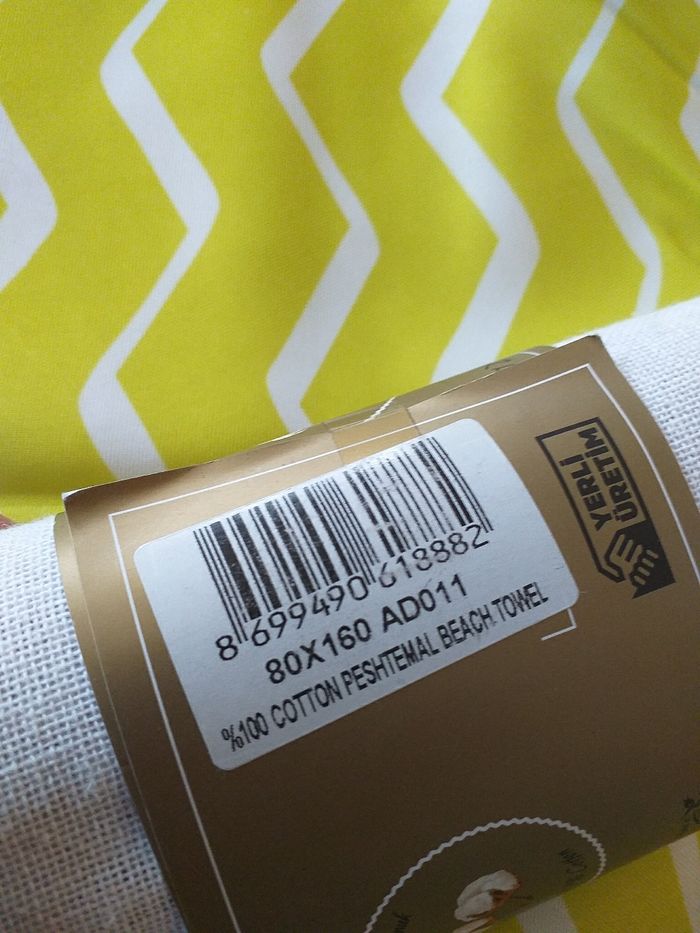 8 699490 618882
80X160 AD011
%100 COTTON PESHTEMAL BEACH TOWEL
YERLİ
ÜRETİM